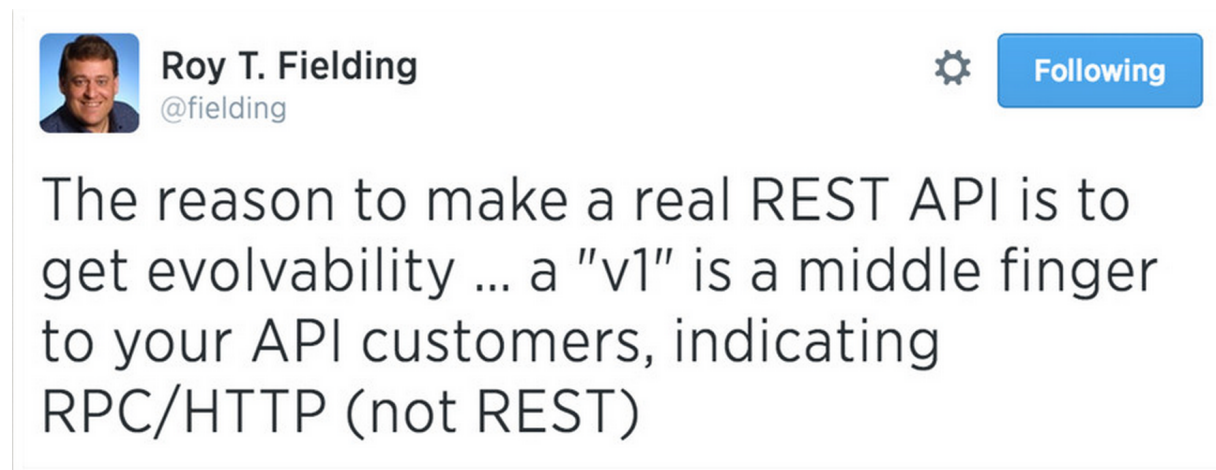 Roy T. Fielding
@fielding
Following
The reason to make a real REST API is to
get evolvability ... a "v1" is a middle finger
to your API customers, indicating
RPC/HTTP (not REST)